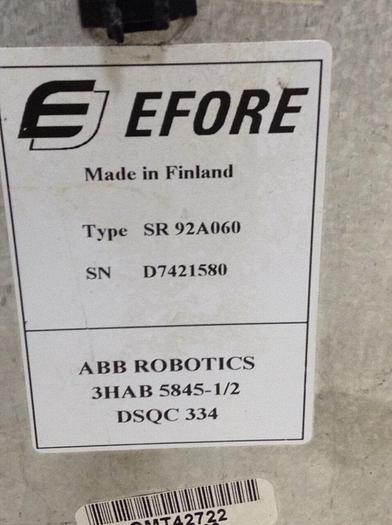 EFORE
Made in Finland
Type SR 92A060
SN D7421580
ABB ROBOTICS
3HAB 5845-1/2
DSQC 334